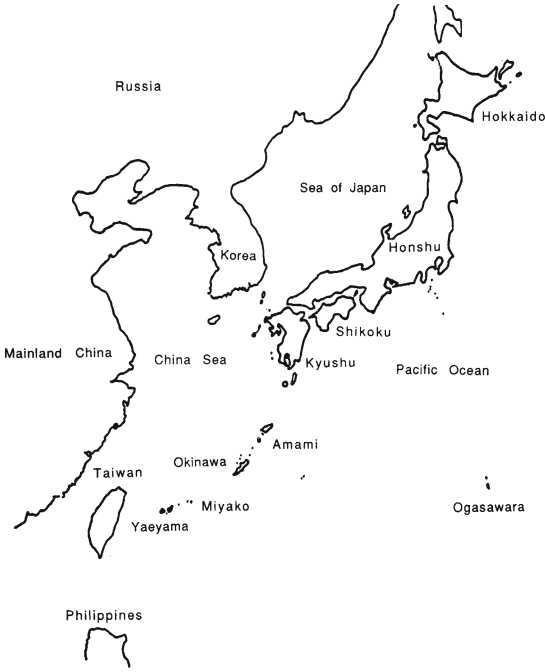 Russia
Hokkaido
Sea of Japan
Honshu
Korea
Shikoku
Mainland China
China Sea
Kyushu
Pacific Ocean
Amami
Okinawa
Taiwan
Miyako
Ogasawara
Yaeyama
Philippines